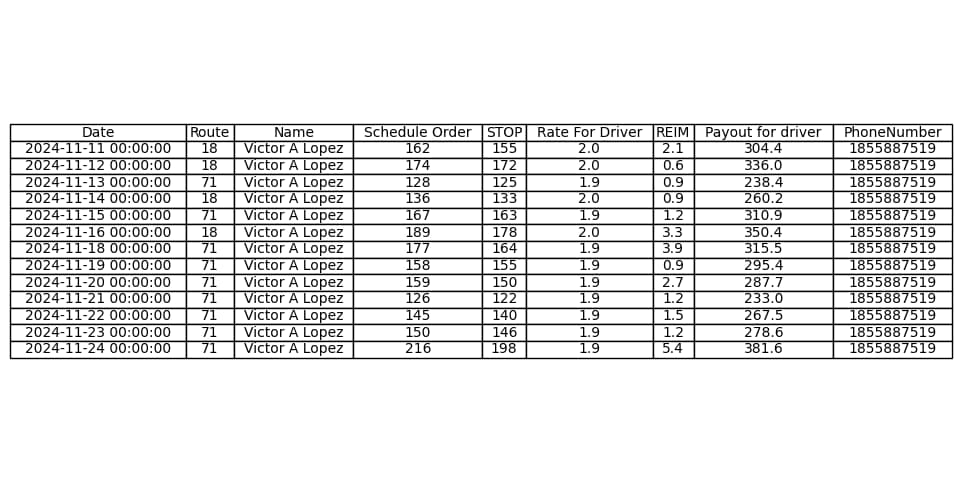 Date Route Name Schedule Order STOP Rate For Driver REIM Payout for driver PhoneNumber
2024-11-11 00:00:00 18 Victor A Lopez 162 155 2.0 2.1 304.4 1855887519
2024-11-12 00:00:00 18 Victor A Lopez 174 172 2.0 0.6 336.0 1855887519
2024-11-13 00:00:00 71 Victor A Lopez 128 125 1.9 0.9 238.4 1855887519
2024-11-14 00:00:00 18 Victor A Lopez 136 133 2.0 0.9 260.2 1855887519
2024-11-15 00:00:00 71 Victor A Lopez 167 163 1.9 1.2 310.9 1855887519
2024-11-16 00:00:00 18 Victor A Lopez 189 178 2.0 3.3 350.4 1855887519
2024-11-18 00:00:00 71 Victor A Lopez 177 164 1.9 3.9 315.5 1855887519
2024-11-19 00:00:00 71 Victor A Lopez 158 155 1.9 0.9 295.4 1855887519
2024-11-20 00:00:00 71 Victor A Lopez 159 150 1.9 2.7 287.7 1855887519
2024-11-21 00:00:00 71 Victor A Lopez 126 122 1.9 1.2 233.0 1855887519
2024-11-22 00:00:00 71 Victor A Lopez 145 140 1.9 1.5 267.5 1855887519
2024-11-23 00:00:00 71 Victor A Lopez 150 146 1.9 1.2 278.6 1855887519
2024-11-24 00:00:00 71 Victor A Lopez 216 198 1.9 5.4 381.6 1855887519